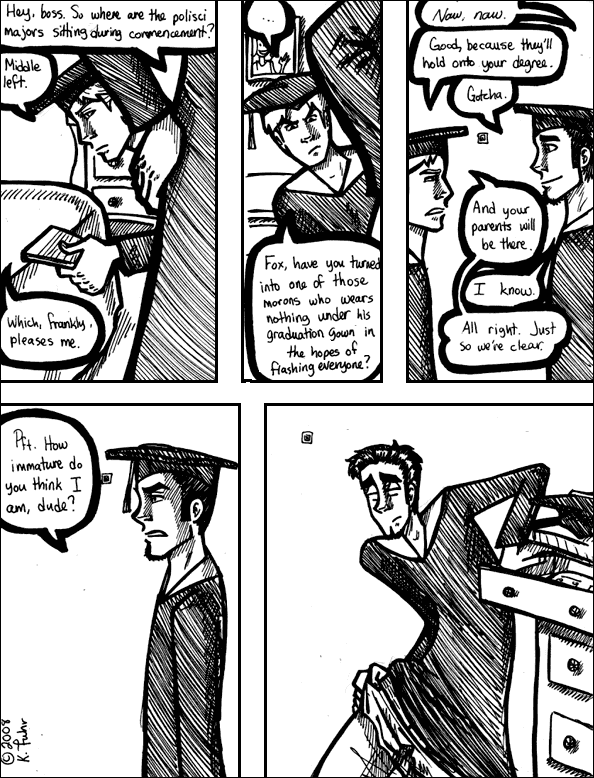 Hey, boss. So where are the polisci
majors sitting during commencement?
Middle
left.
Which, frankly,
pleases me.
...
Fox, have you turned
into one of those
morons who wears
nothing under his
graduation gown in
the hopes of
flashing everyone?
Naw, naw.
Good, because they'll
hold onto your degree.
Gotcha.
And your
parents will
be there.
I know.
All right. Just
so we're clear.
Pft. How
immature do
you think I
am, dude?
©2008
K. Fuhr